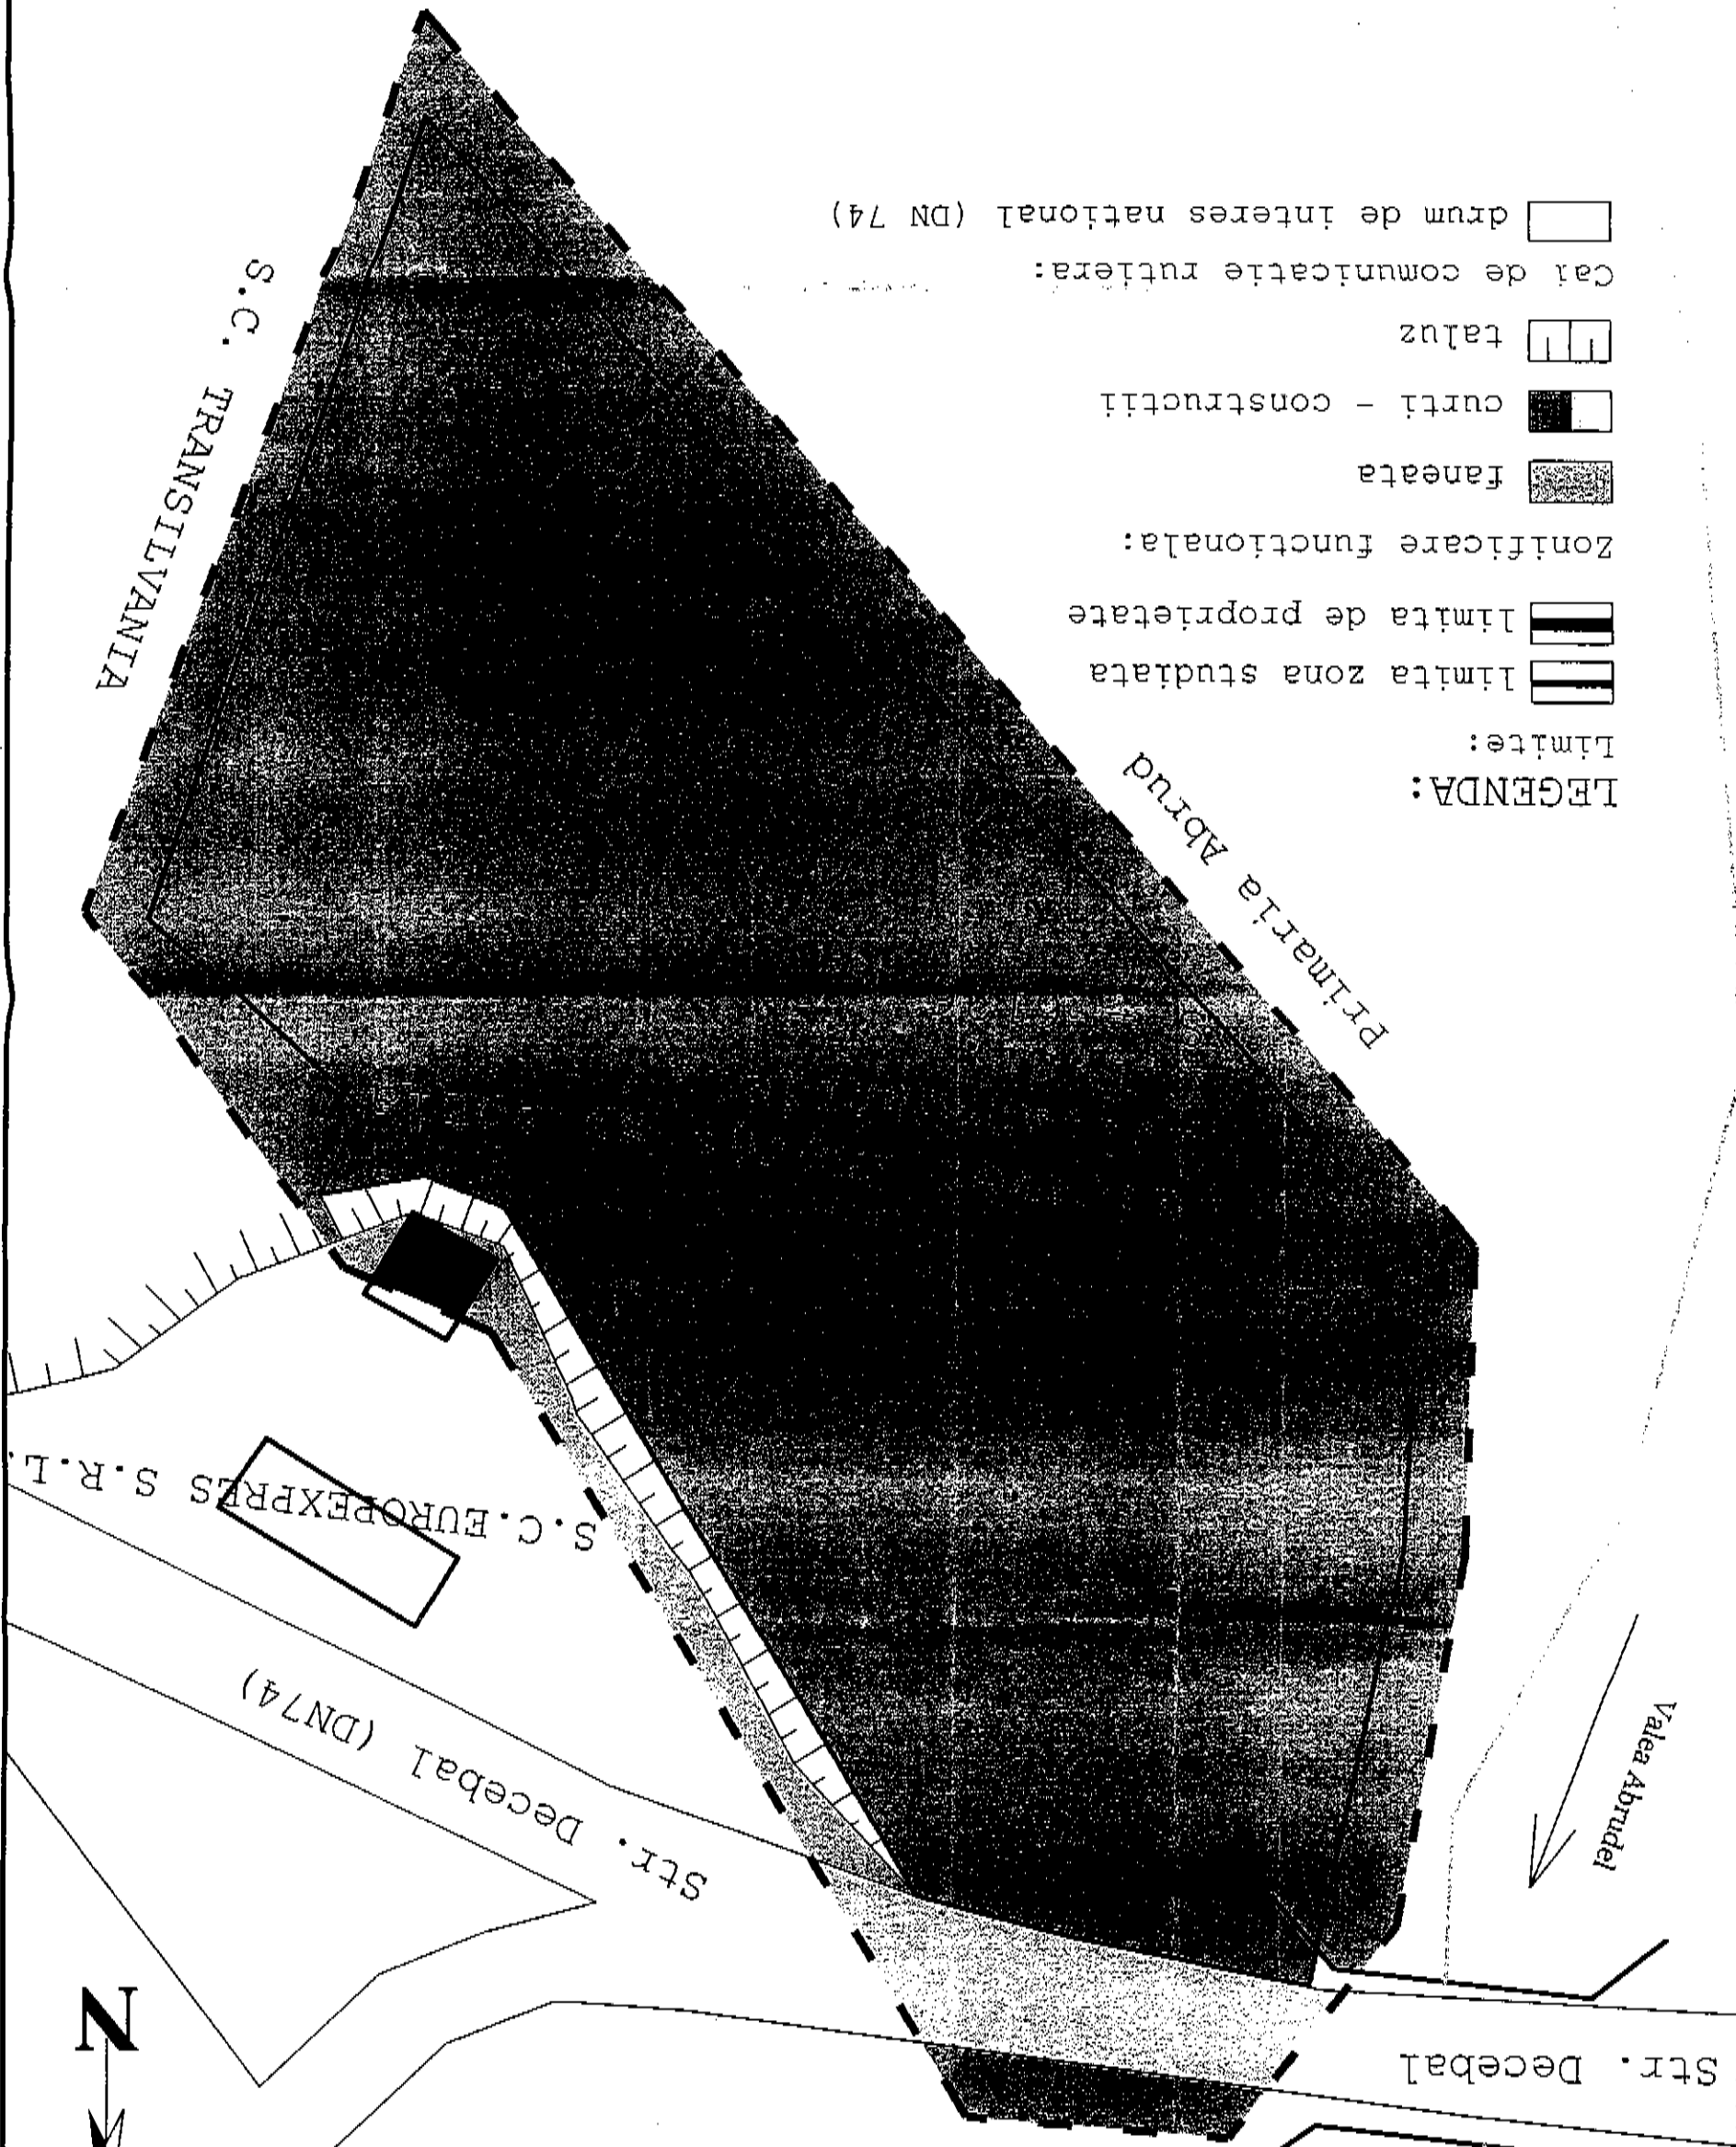 N
Str. Decebal
Str. Decebal (DN74)
Valea Abrudel
S.C.EUROPEXPRES S.R.L.
Primaria Abrud
S.C. TRANSILVANIA
LEGENDA:
Limite:
limita zona studiata
limita de proprietate
Zonificare functionala:
faneata
curti - constructii
taluz
Cai de comunicatie rutiera:
drum de interes national (DN 74)